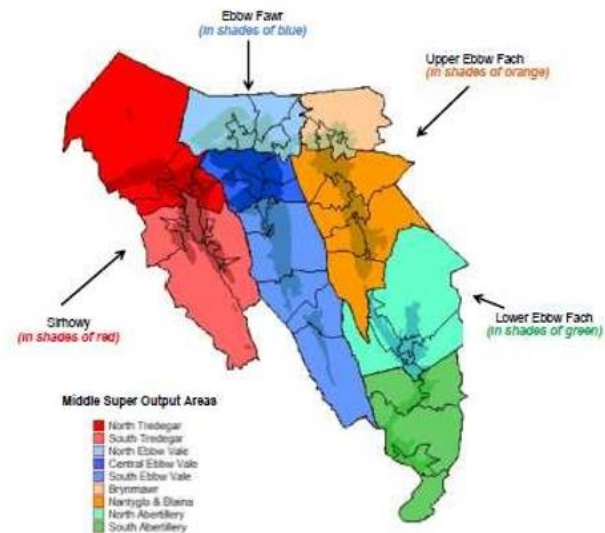 Ebbw Fawr
(in shades of blue)
Upper Ebbw Fach
(in shades of orange)
Sirhowy
(in shades of red)
Lower Ebbw Fach
(in shades of green)
Middle Super Output Areas
North Tredegar
South Tredegar
North Ebbw Vale
Central Ebbw Vale
South Ebbw Vale
Brynmawr
Nantyglo & Blaina
North Abertillery
South Abertillery